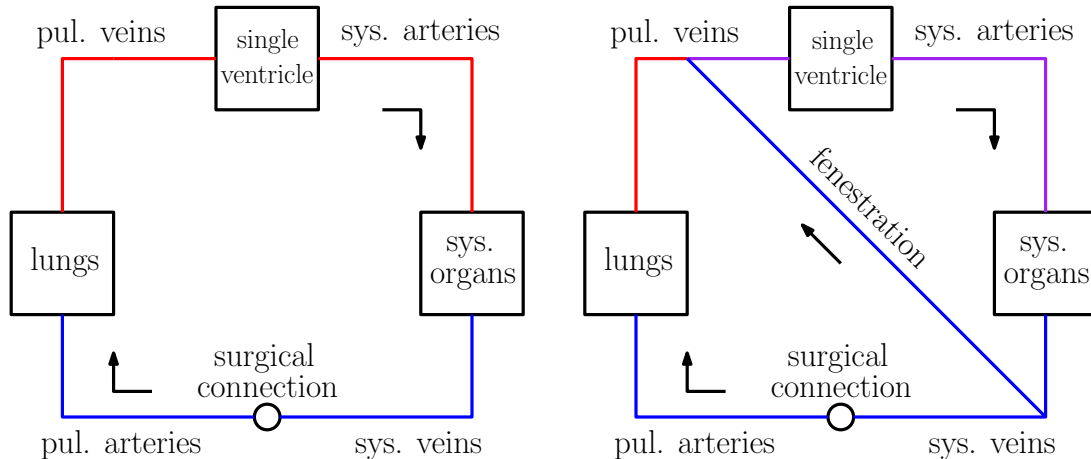 pul. veins
single
ventricle
sys. arteries
lungs
sys.
organs
surgical
connection
pul. arteries
sys. veins
pul. veins
single
ventricle
sys. arteries
fenestration
lungs
sys.
organs
surgical
connection
pul. arteries
sys. veins